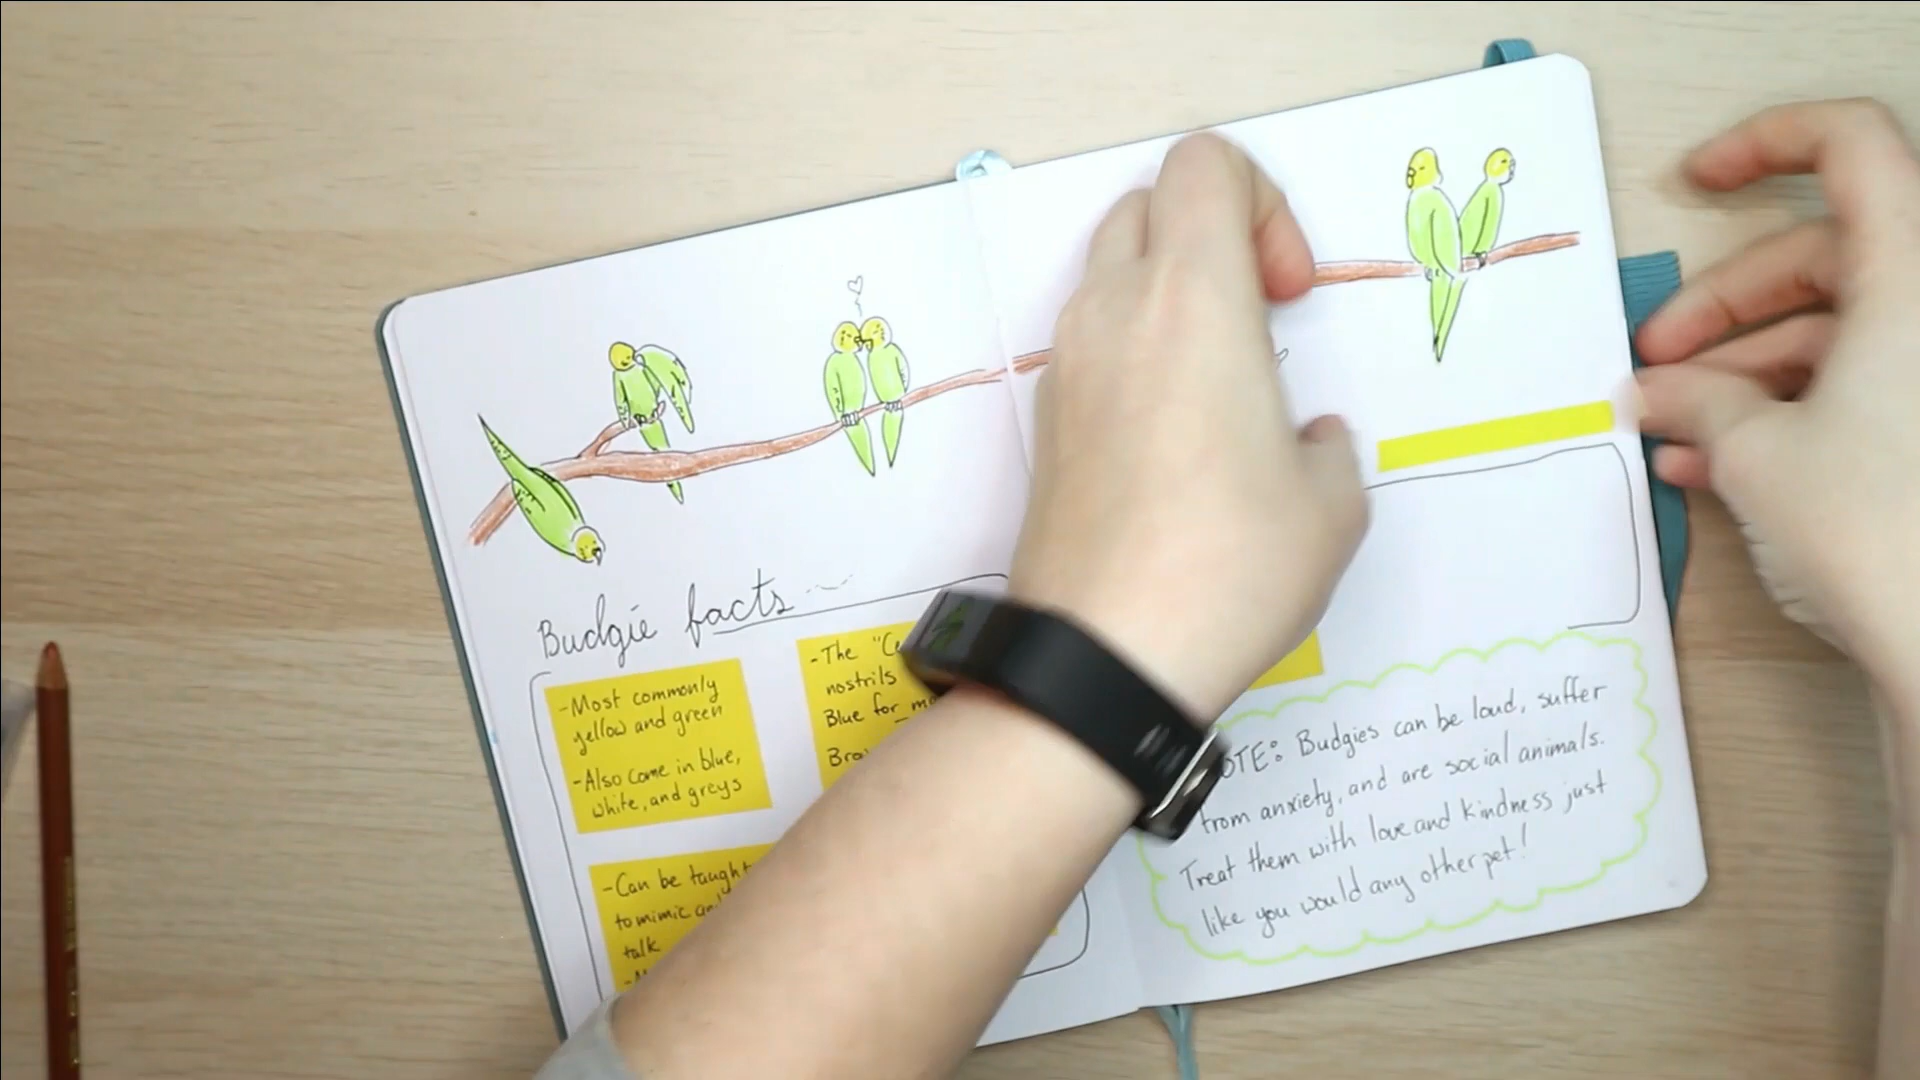 Budgie facts
-Most commonly
yellow and green
-Also come in blue,
white, and greys
-The
nostrils
Blue for
-Can be taught
to mimic
talk
Budgies can be loud, suffer
from anxiety, and are social animals.
Treat them with love and kindness just
like you would any other pet!